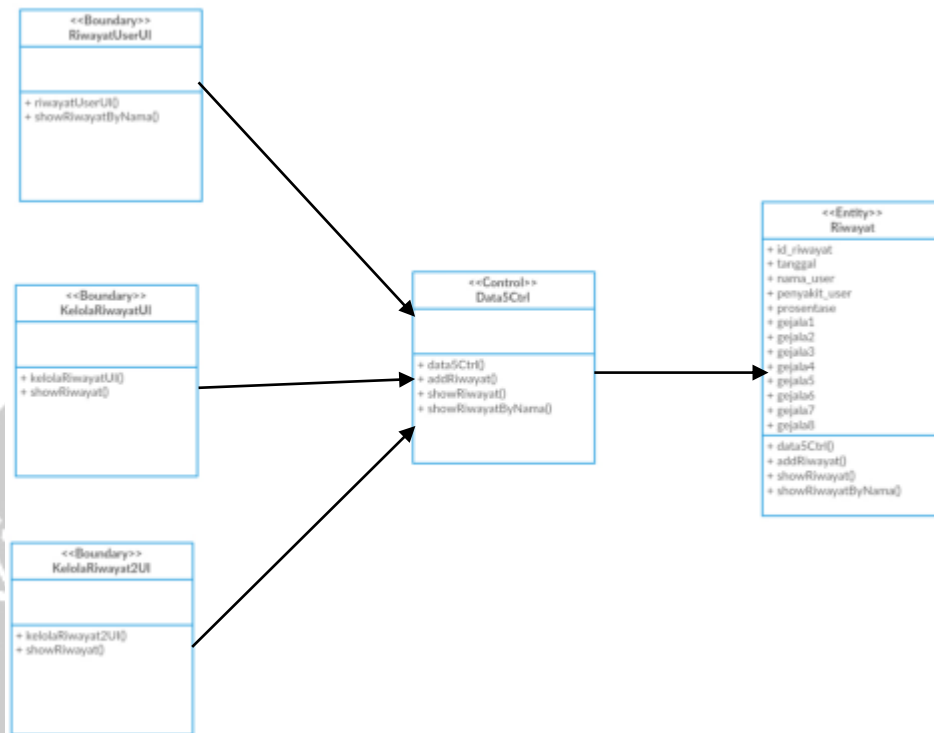 <<Boundary>>
RiwayatUserUI
+ riwayatUserUI()
+ showRiwayatByNama()
<<Boundary>>
KelolaRiwayatUI
+ kelolaRiwayatUI()
+ showRiwayat()
<<Boundary>>
KelolaRiwayat2UI
+ kelolaRiwayat2UI()
+ showRiwayat()
<<Control>>
Data5Ctrl
+ data5Ctrl()
+ addRiwayat()
+ showRiwayat()
+ showRiwayatByNama()
<<Entity>>
Riwayat
+ id_riwayat
+ tanggal
+ nama_user
+ penyakit_user
+ prosentase
+ gejala1
+ gejala2
+ gejala3
+ gejala4
+ gejala5
+ gejala6
+ gejala7
+ gejala8
+ data5Ctrl()
+ addRiwayat()
+ showRiwayat()
+ showRiwayatByNama()